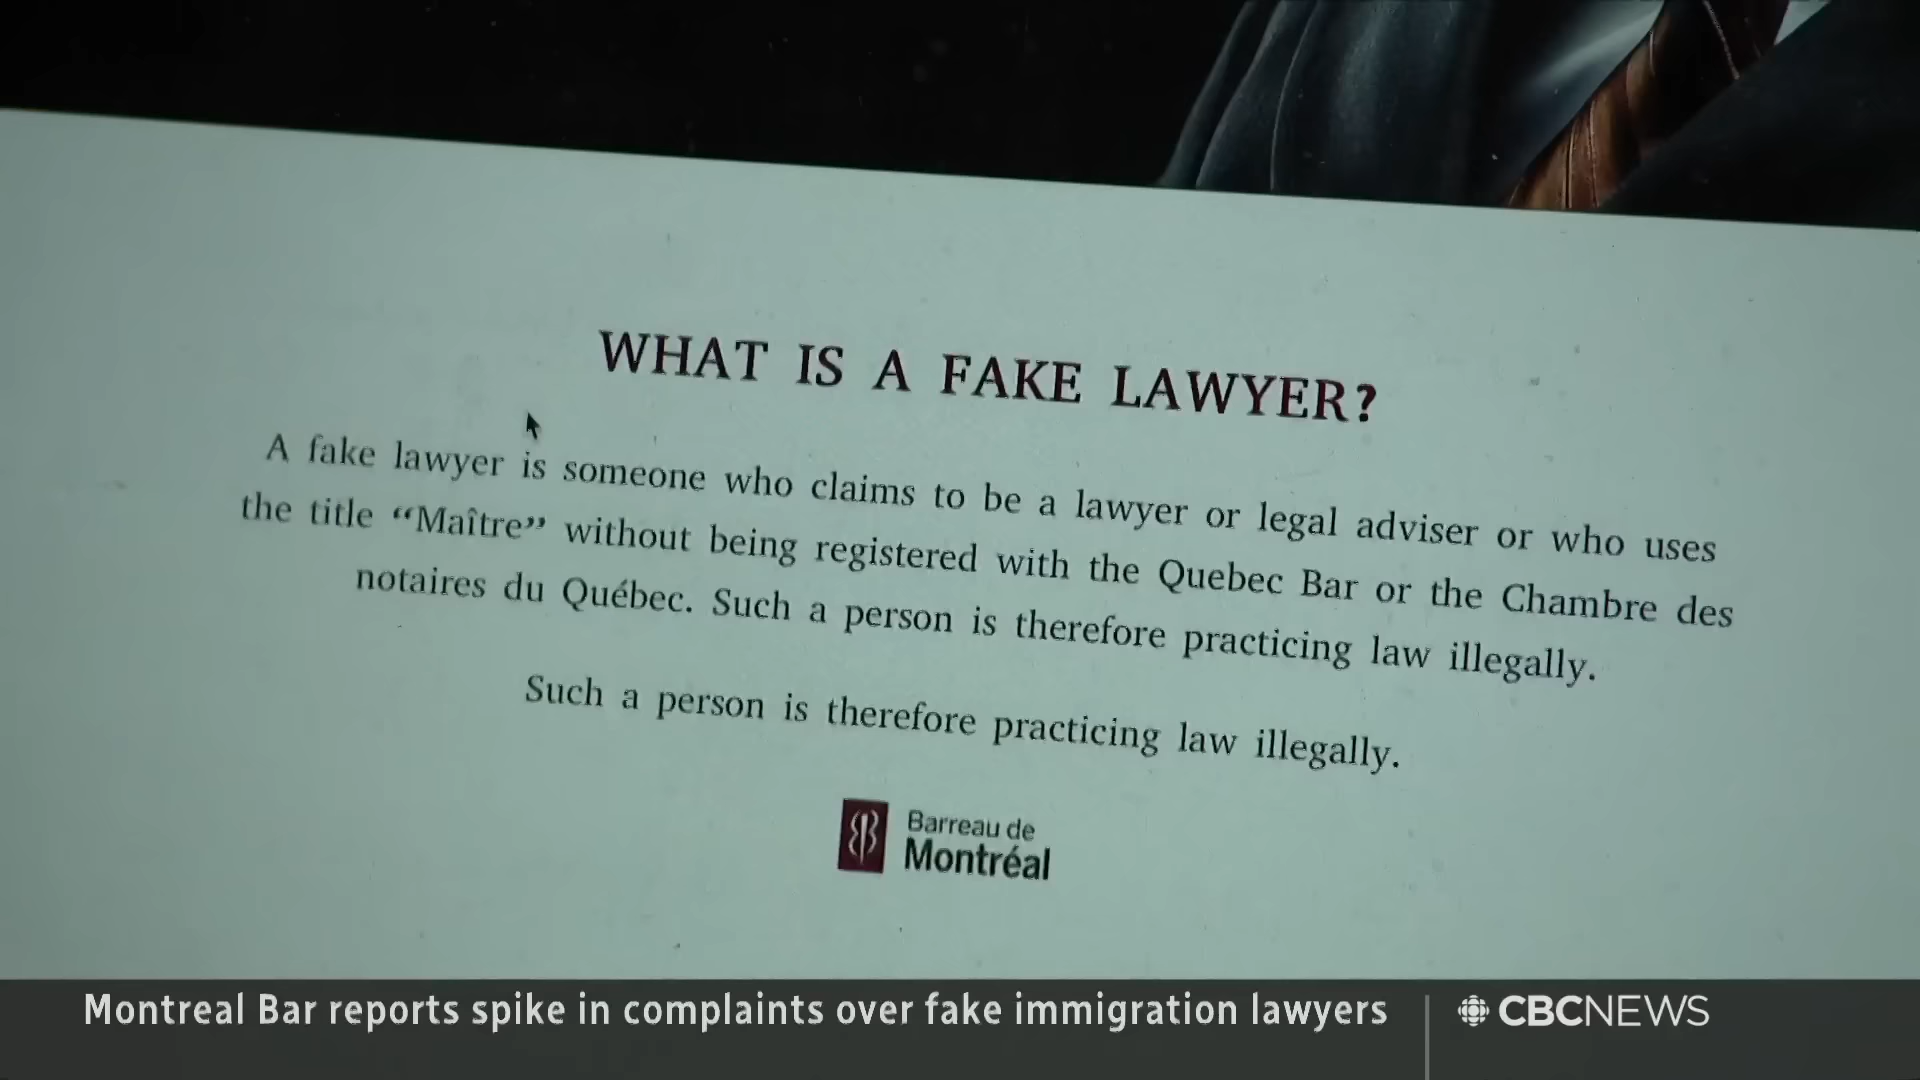 WHAT IS A FAKE LAWYER?
A fake lawyer is someone who claims to be a lawyer or legal adviser or who uses
the title “Maître” without being registered with the Quebec Bar or the Chambre des
notaires du Québec. Such a person is therefore practicing law illegally.
Such a person is therefore practicing law illegally.
Barreau de
Montréal
Montreal Bar reports spike in complaints over fake immigration lawyers
CBCNEWS